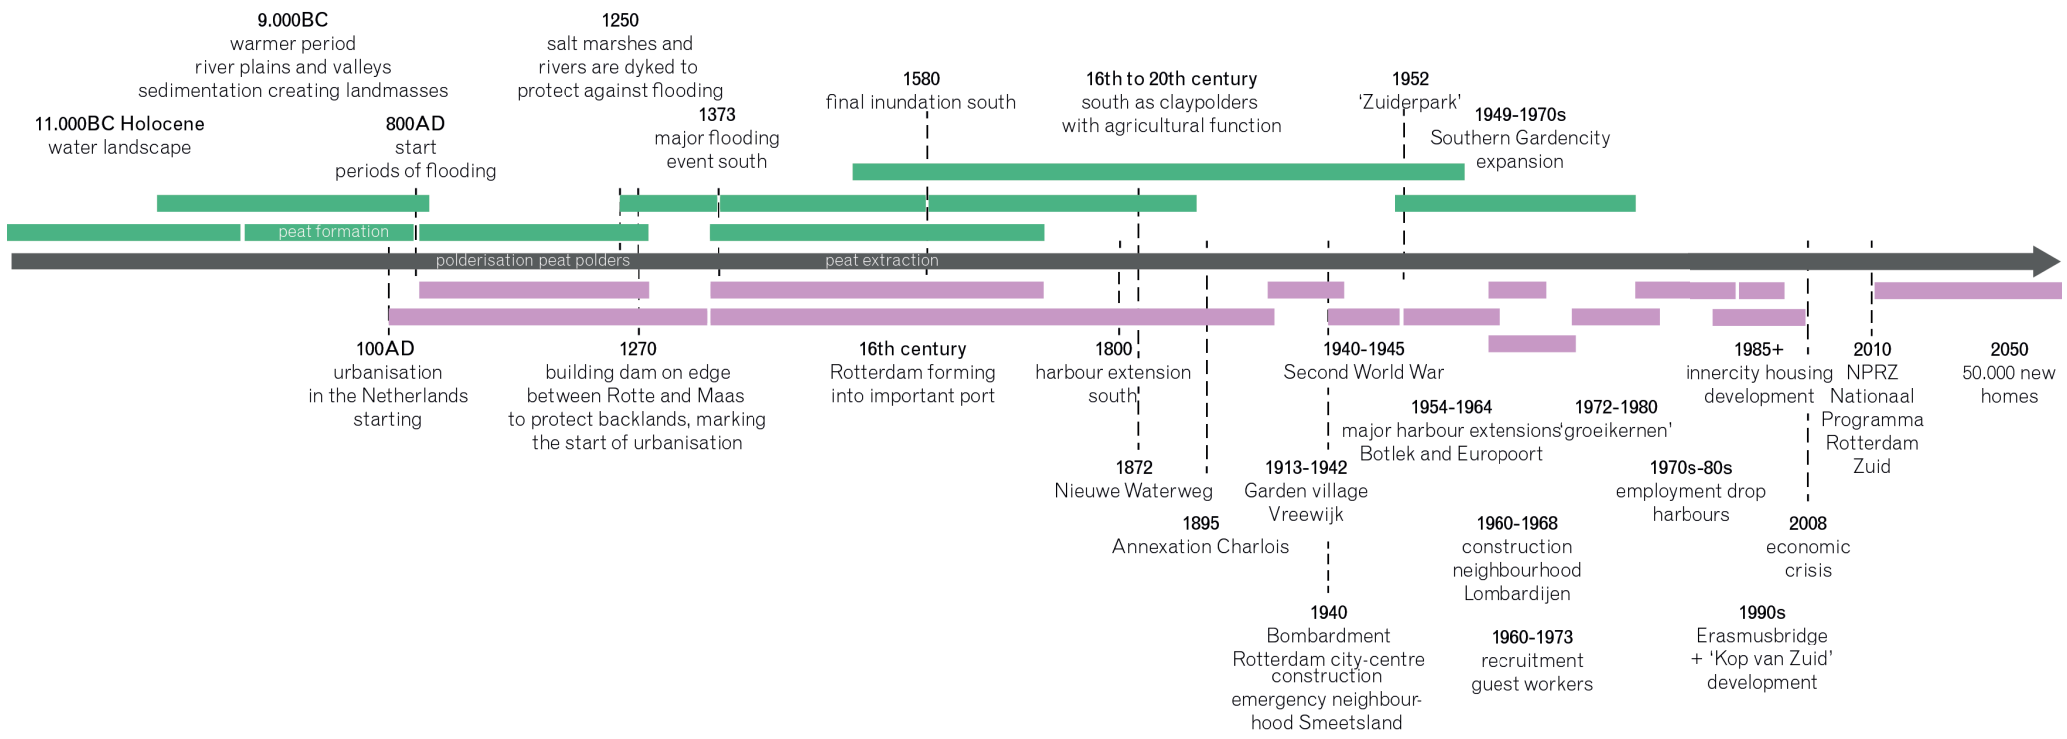 9.000BC
warmer period
river plains and valleys
sedimentation creating landmasses
1250
salt marshes and
rivers are dyked to
protect against flooding
11.000BC Holocene
water landscape
800AD
start
periods of flooding
1373
major flooding
event south
1580
final inundation south
16th to 20th century
south as claypolders
with agricultural function
1952
‘Zuiderpark’
1949-1970s
Southern Gardencity
expansion
peat formation
polderisation peat polders
peat extraction
100AD
urbanisation
in the Netherlands
starting
1270
building dam on edge
between Rotte and Maas
to protect backlands, marking
the start of urbanisation
16th century
Rotterdam forming
into important port
1800
harbour extension
south
1872
Nieuwe Waterweg
1895
Annexation Charlois
1940-1945
Second World War
1913-1942
Garden village
Vreewijk
1940
Bombardment
Rotterdam city-centre
construction
emergency neighbour-
hood Smeetsland
1954-1964
major harbour extensions
Botlek and Europoort
1960-1968
construction
neighbourhood
Lombardijen
1960-1973
recruitment
guest workers
1972-1980
‘groeikernen’
1970s-80s
employment drop
harbours
1985+
innercity housing
development
2008
economic
crisis
1990s
Erasmusbridge
+ ‘Kop van Zuid’
development
2010
NPRZ
Nationaal
Programma
Rotterdam
Zuid
2050
50.000 new
homes